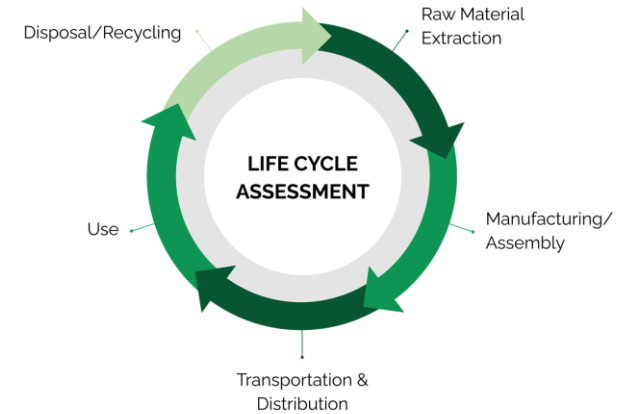 Disposal/Recycling
Raw Material
Extraction
LIFE CYCLE
ASSESSMENT
Manufacturing/
Assembly
Use
Transportation &
Distribution